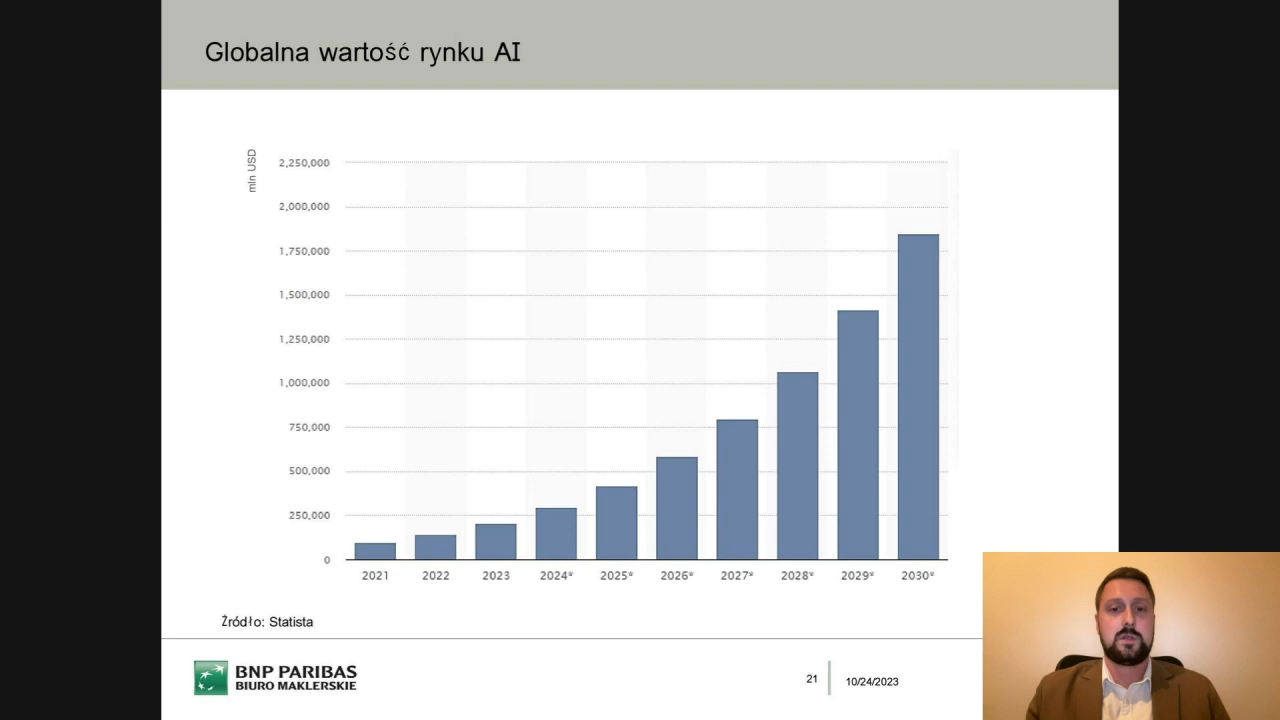 Globalna wartość rynku AI
mln USD
2,250,000
2,000,000
1,750,000
1,500,000
1,250,000
1,000,000
750,000
500,000
250,000
0
2021 2022 2023 2024* 2025* 2026* 2027* 2028* 2029* 2030*
Źródło: Statista
BNP PARIBAS
BIURO MAKLERSKIE
21 10/24/2023